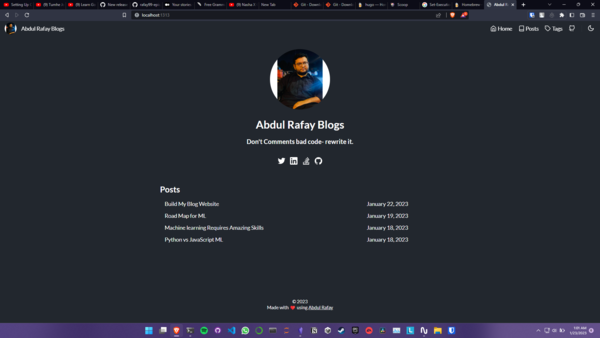 New Tab
localhost:1313
Abdul Rafay Blogs
Home
Posts
Tags
Abdul Rafay Blogs
Don't Comments bad code- rewrite it.
Posts
Build My Blog Website January 22, 2023
Road Map for ML January 19, 2023
Machine learning Requires Amazing Skills January 18, 2023
Python vs JavaScript ML January 18, 2023
© 2023
Made with ❤️ using Abdul Rafay